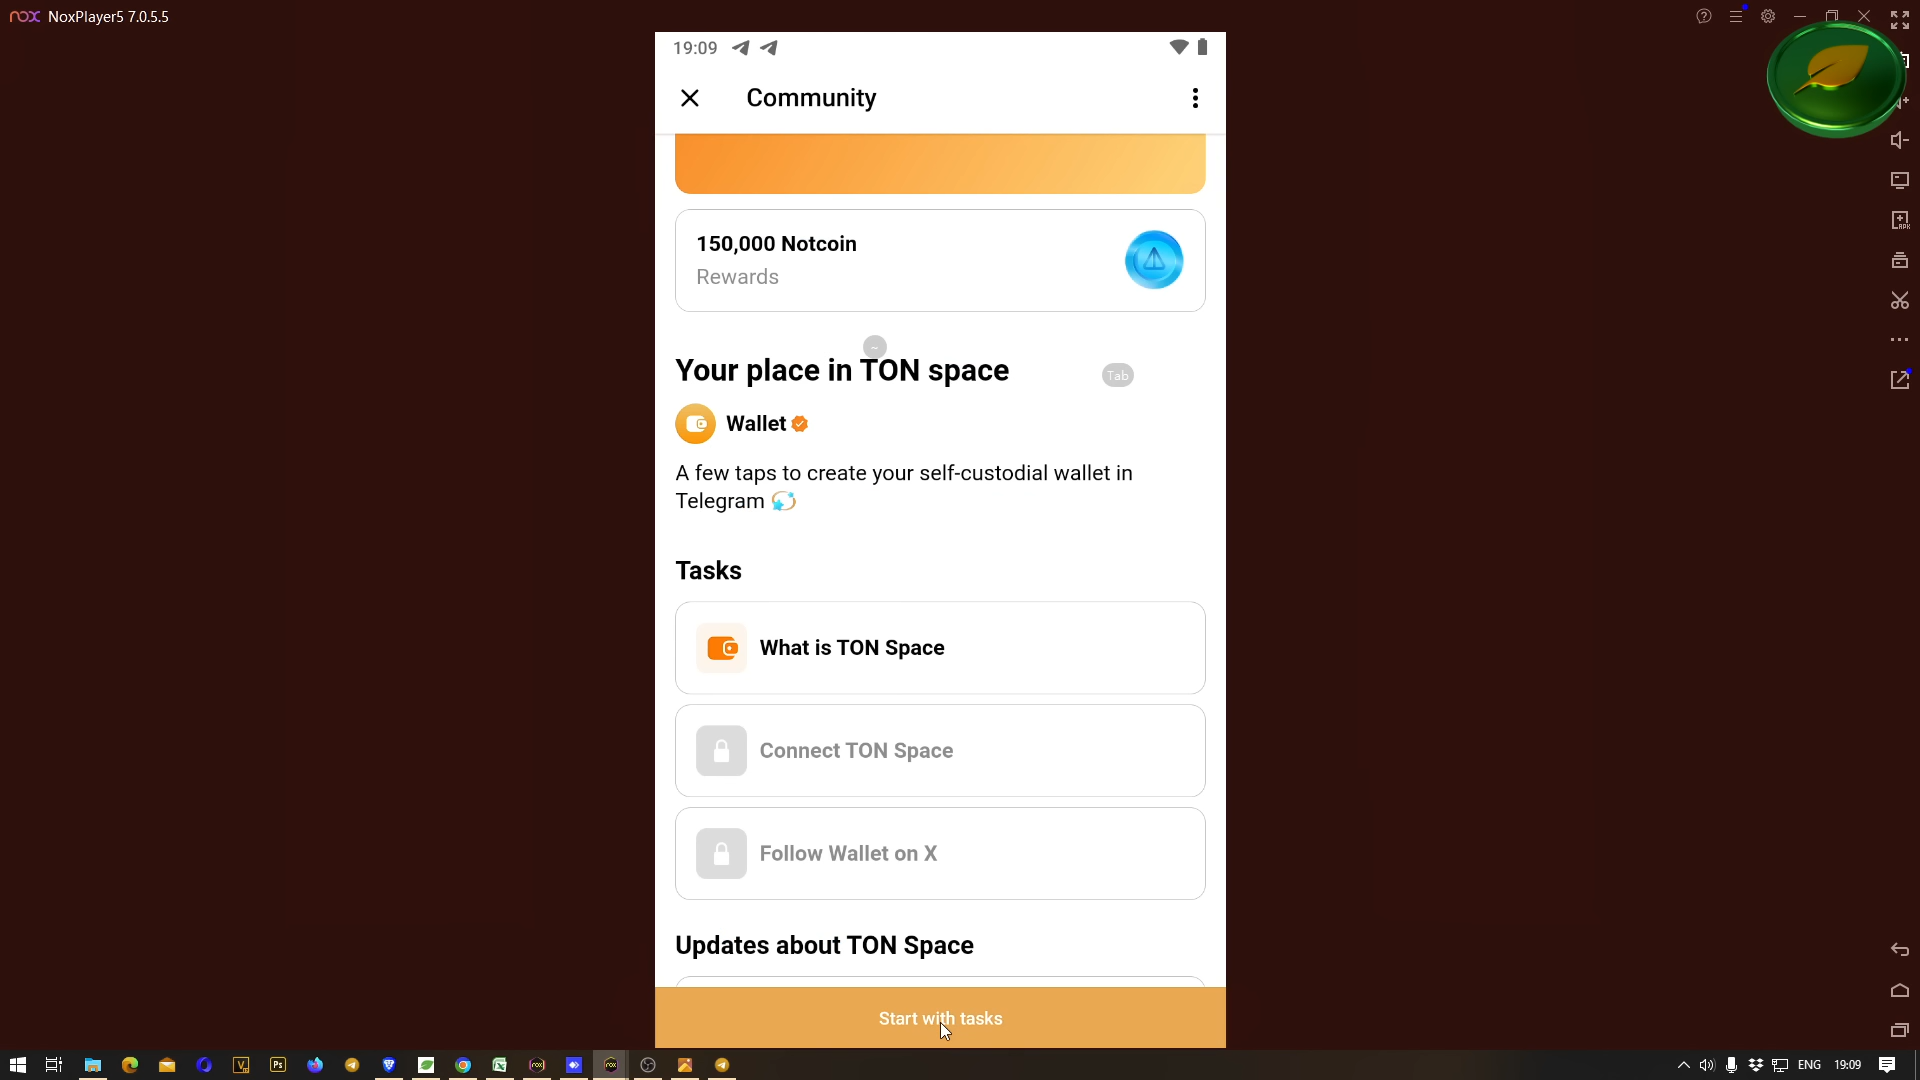 nox NoxPlayer5 7.0.5.5
19:09
Community
150,000 Notcoin
Rewards
~
Your place in TON space
Tab
Wallet
A few taps to create your self-custodial wallet in
Telegram
Tasks
What is TON Space
Connect TON Space
Follow Wallet on X
Updates about TON Space
Start with tasks
ENG 19:09